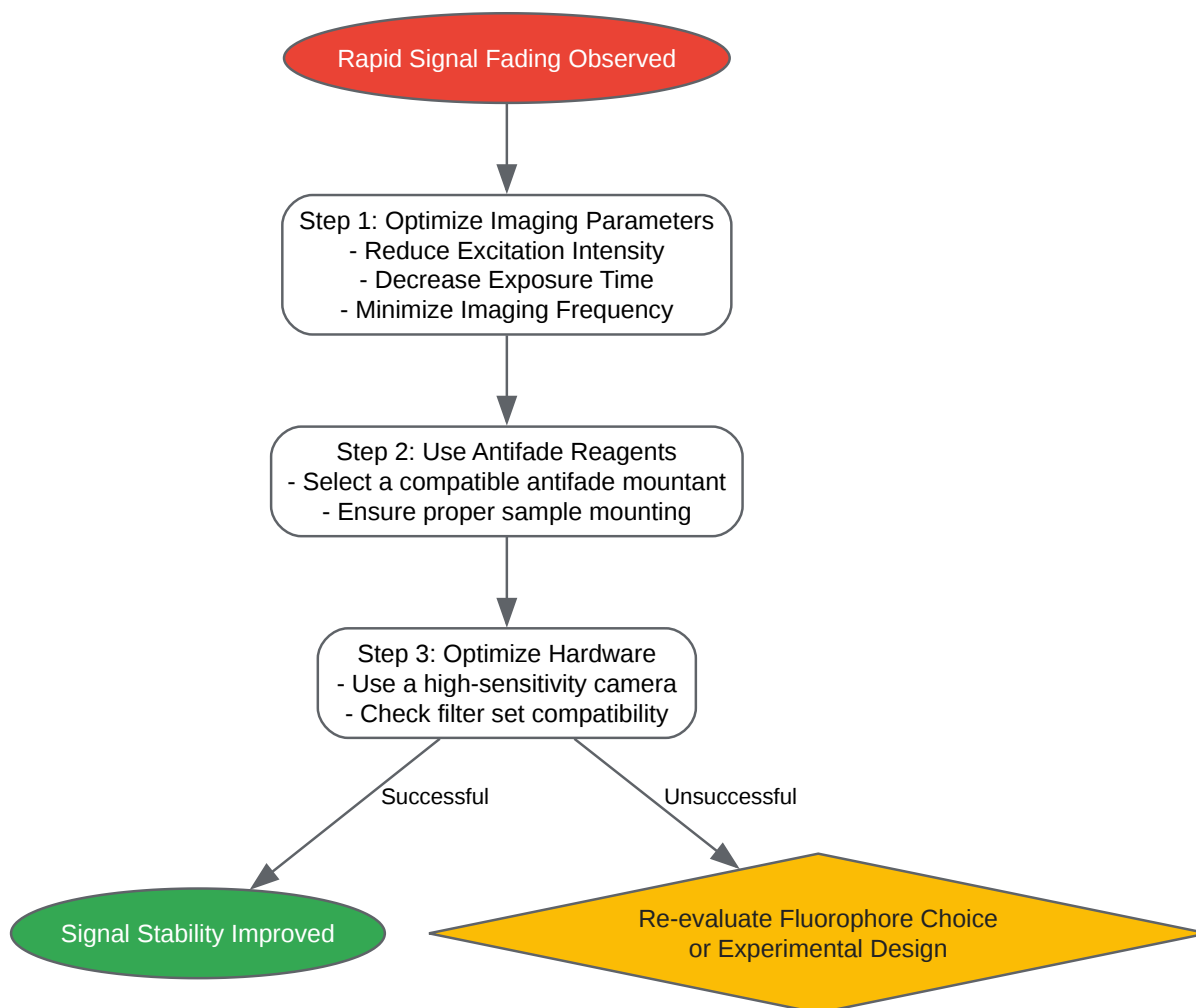 Rapid Signal Fading Observed
Step 1: Optimize Imaging Parameters
- Reduce Excitation Intensity
- Decrease Exposure Time
- Minimize Imaging Frequency
Step 2: Use Antifade Reagents
- Select a compatible antifade mountant
- Ensure proper sample mounting
Step 3: Optimize Hardware
- Use a high-sensitivity camera
- Check filter set compatibility
Successful
Unsuccessful
Signal Stability Improved
Re-evaluate Fluorophore Choice
or Experimental Design